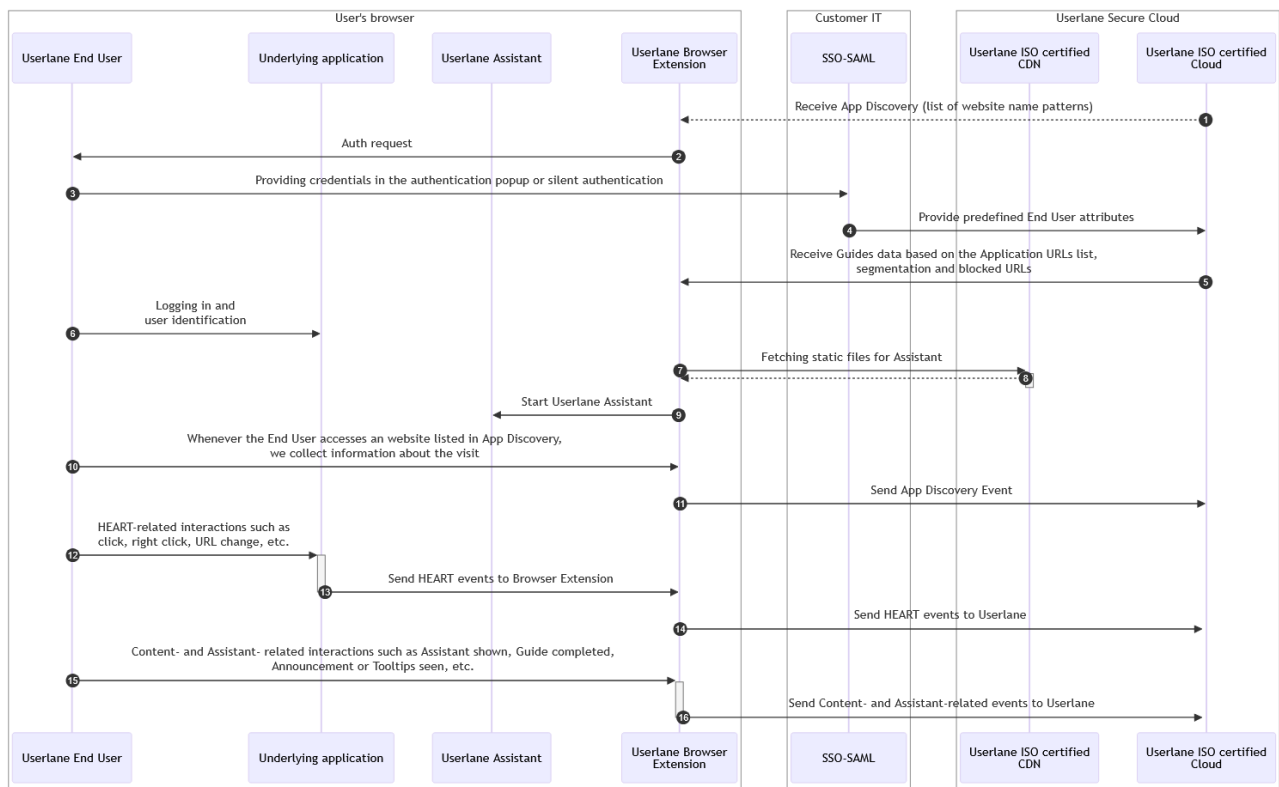 User's browser
Customer IT
Userlane Secure Cloud
Userlane End User
Underlying application
Userlane Assistant
Userlane Browser
Extension
SSO-SAML
Userlane ISO certified
CDN
Userlane ISO certified
Cloud
Receive App Discovery (list of website name patterns)
1
Auth request
2
Providing credentials in the authentication popup or silent authentication
3
Provide predefined End User attributes
4
Receive Guides data based on the Application URLs list,
segmentation and blocked URLs
5
Logging in and
user identification
6
Fetching static files for Assistant
7
8
Start Userlane Assistant
9
Whenever the End User accesses an website listed in App Discovery,
we collect information about the visit
10
Send App Discovery Event
11
HEART-related interactions such as
click, right click, URL change, etc.
12
Send HEART events to Browser Extension
13
Send HEART events to Userlane
14
Content- and Assistant- related interactions such as Assistant shown, Guide completed,
Announcement or Tooltips seen, etc.
15
Send Content- and Assistant-related events to Userlane
16
Userlane End User
Underlying application
Userlane Assistant
Userlane Browser
Extension
SSO-SAML
Userlane ISO certified
CDN
Userlane ISO certified
Cloud